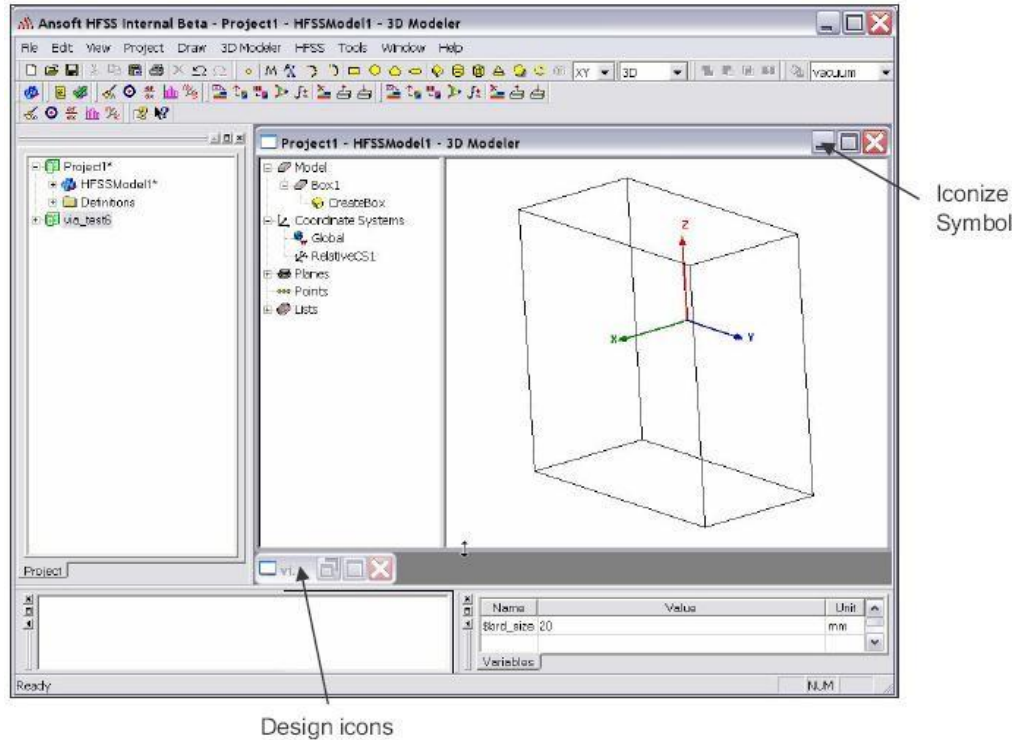 Ansoft HFSS Internal Beta - Project1 - HFSSModel1 - 3D Modeler
File Edit View Project Draw 3D Modeler HFSS Tools Window Help
XY 3D vacuum
Project1 - HFSSModel1 - 3D Modeler
Project1*
HFSSModel1*
Definitions
via_test6
Model
Box1
CreateBox
Coordinate Systems
Global
RelativeCS1
Planes
Points
Lists
Z
X
Y
Iconize
Symbol
Project
vi...
Name Value Unit
20 mm
Variables
Ready
NUM
Design icons